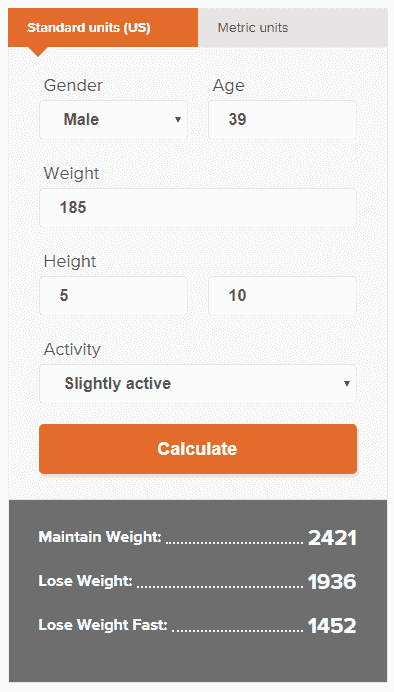 Standard units (US) Metric units
Gender Age
Male 39
Weight
185
Height
5 10
Activity
Slightly active
Calculate
Maintain Weight: 2421
Lose Weight: 1936
Lose Weight Fast: 1452